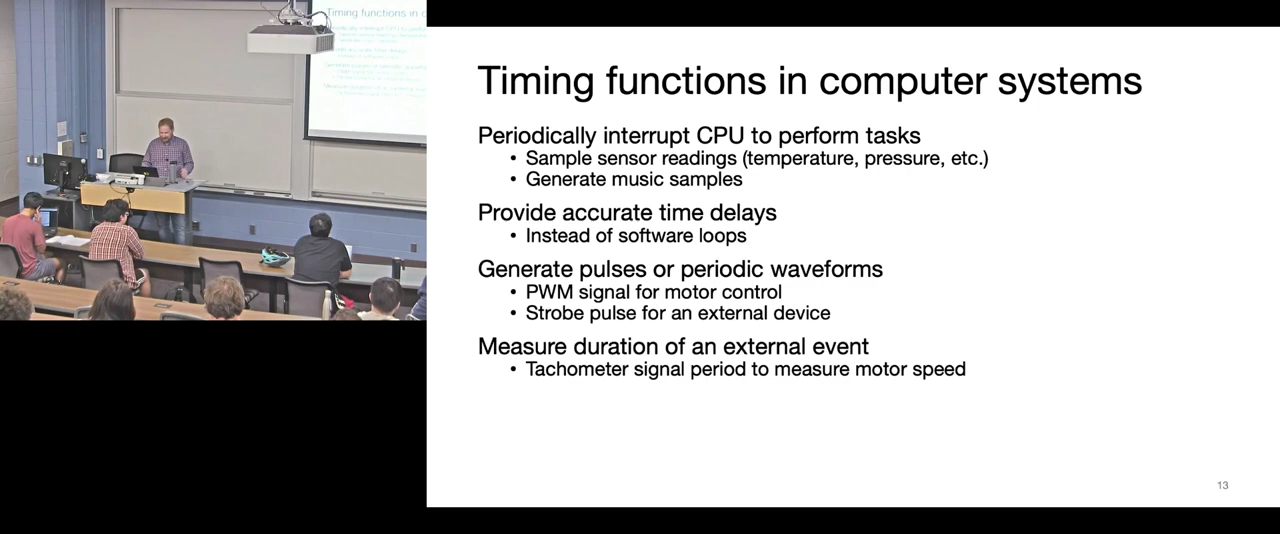 Timing functions in computer systems
Periodically interrupt CPU to perform tasks
• Sample sensor readings (temperature, pressure, etc.)
• Generate music samples
Provide accurate time delays
• Instead of software loops
Generate pulses or periodic waveforms
• PWM signal for motor control
• Strobe pulse for an external device
Measure duration of an external event
• Tachometer signal period to measure motor speed
13
Timing functions in c